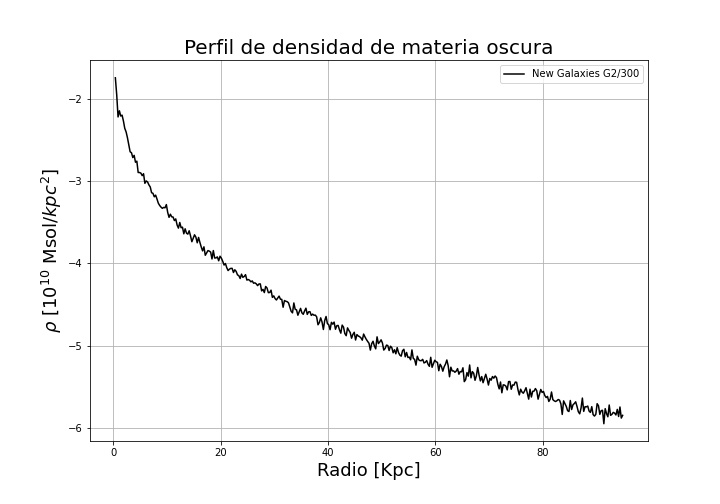 Perfil de densidad de materia oscura
New Galaxies G2/300
ρ [10¹⁰ Msol/kpc²]
−2
−3
−4
−5
−6
0 20 40 60 80
Radio [Kpc]